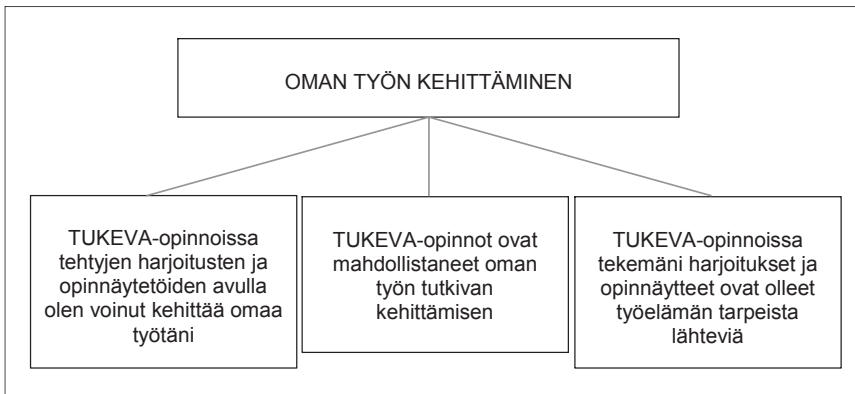 OMAN TYÖN KEHITTÄMINEN
TUKEVA-opinnoissa
tehtyjen harjoitusten ja
opinnäytetöiden avulla
olen voinut kehittää omaa
työtäni
TUKEVA-opinnot ovat
mahdollistaneet oman
työn tutkivan
kehittämisen
TUKEVA-opinnoissa
tekemäni harjoitukset ja
opinnäytteet ovat olleet
työelämän tarpeista
lähteviä